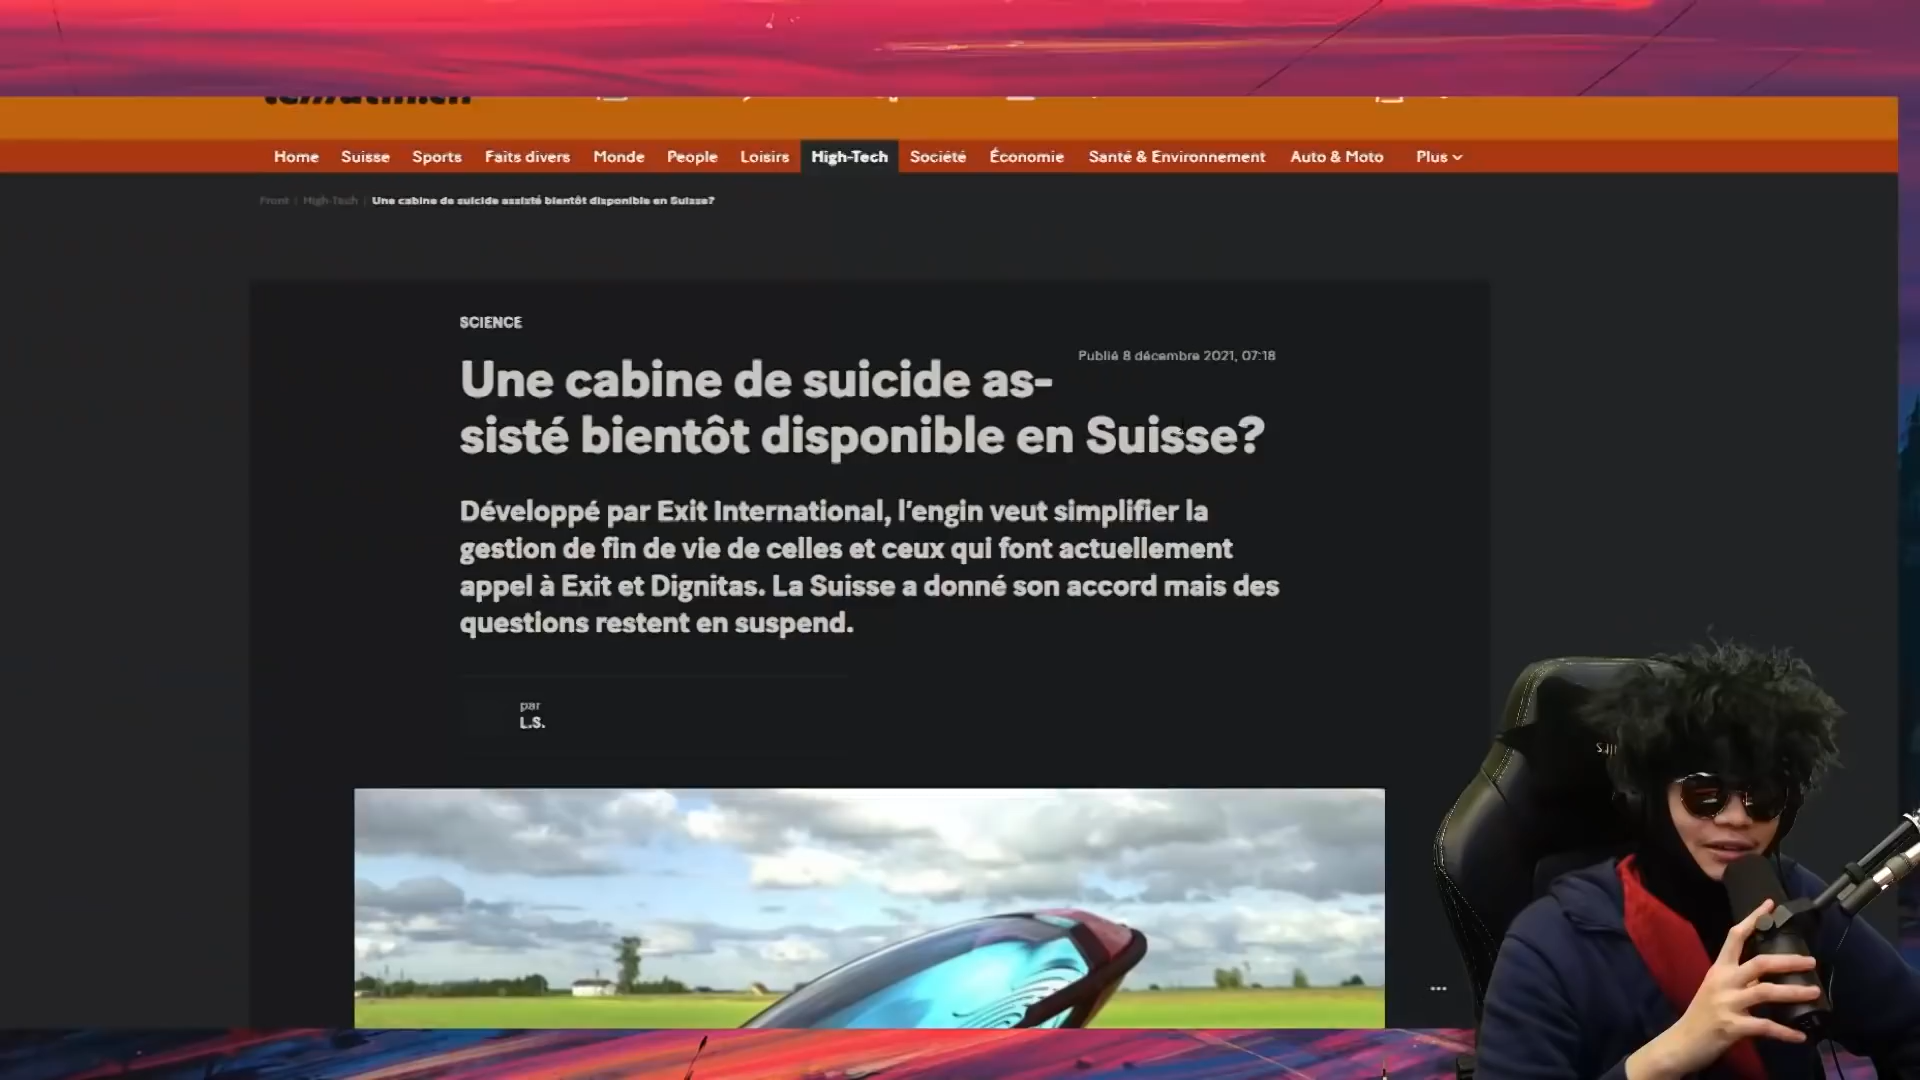 Home Suisse Sports Faits divers Monde People Loisirs High-Tech Société Économie Santé & Environnement Auto & Moto Plus
Front | High-Tech | Une cabine de suicide assisté bientôt disponible en Suisse?
SCIENCE
Publié 8 décembre 2021, 07:18
Une cabine de suicide as-
sisté bientôt disponible en Suisse?
Développé par Exit International, l'engin veut simplifier la
gestion de fin de vie de celles et ceux qui font actuellement
appel à Exit et Dignitas. La Suisse a donné son accord mais des
questions restent en suspend.
par
L.S.